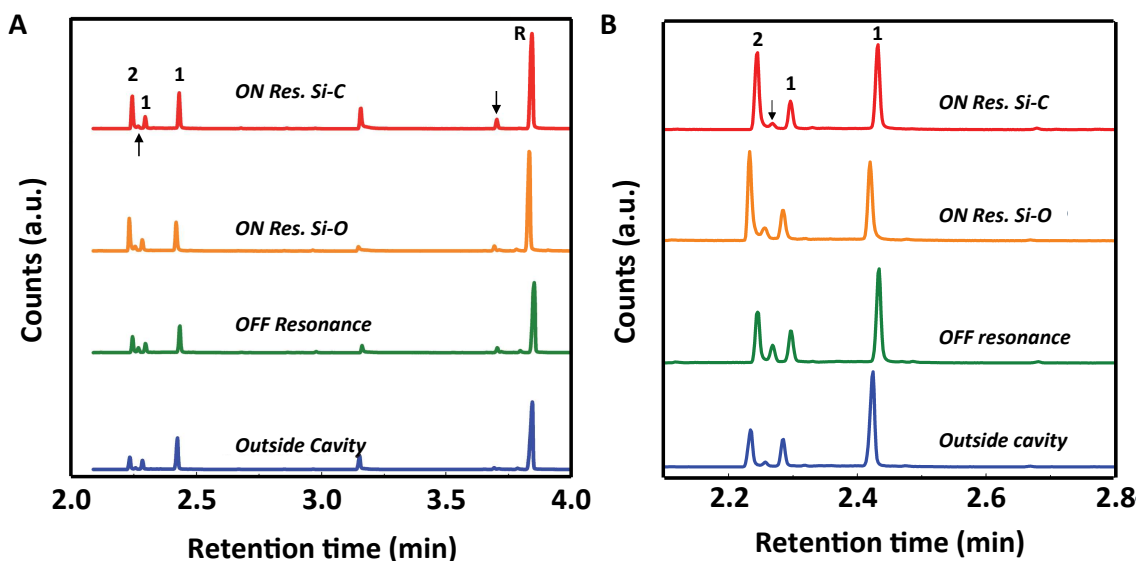 A
Counts (a.u.)
2
1
1
R
ON Res. Si-C
ON Res. Si-O
OFF Resonance
Outside Cavity
2.0
2.5
3.0
3.5
4.0
Retention time (min)
B
Counts (a.u.)
2
1
1
ON Res. Si-C
ON Res. Si-O
OFF resonance
Outside cavity
2.2
2.4
2.6
2.8
Retention time (min)